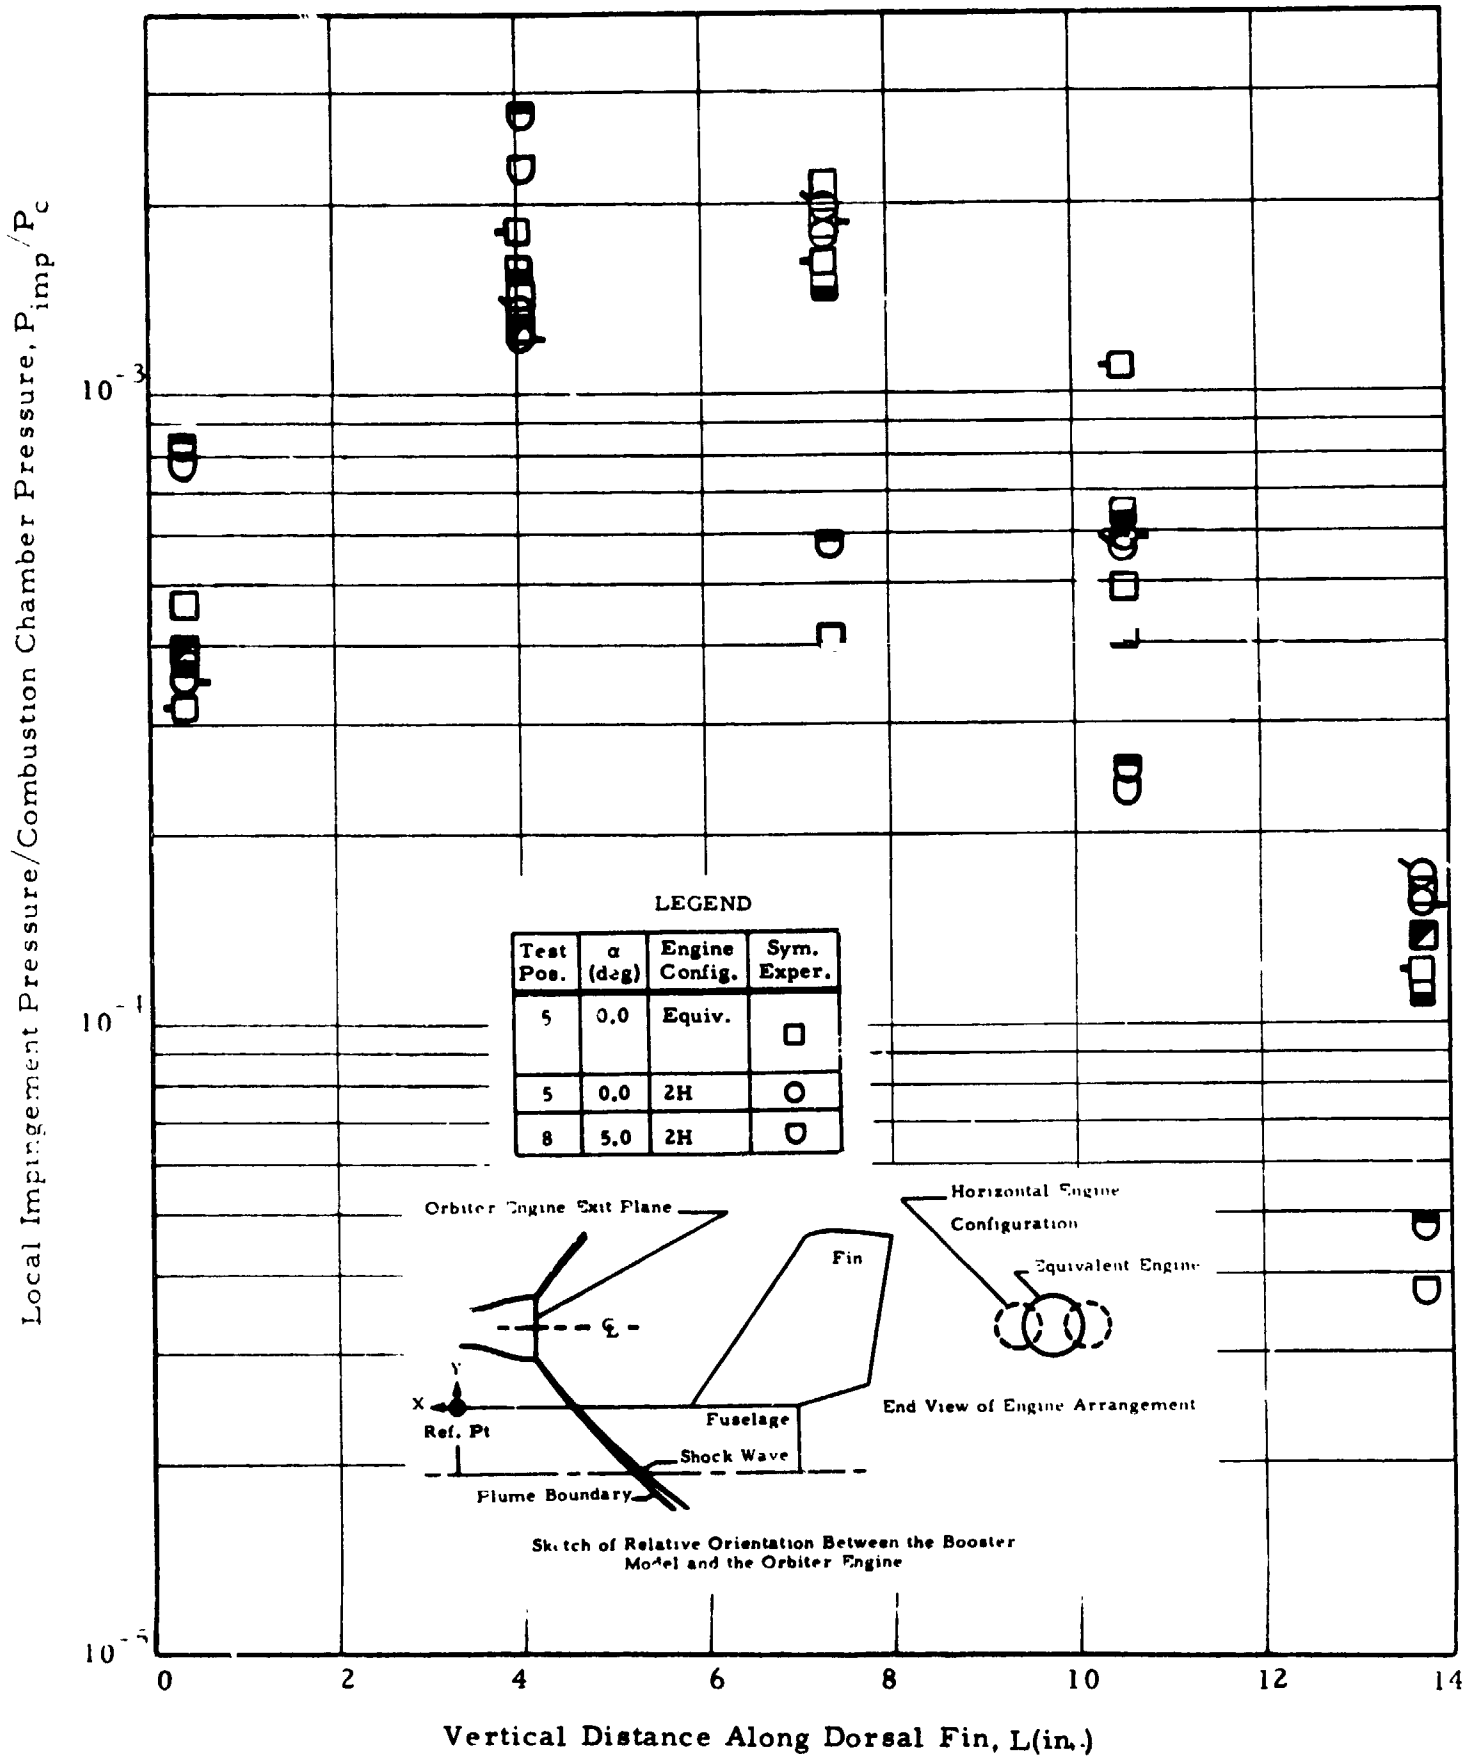 Local Impingement Pressure/Combustion Chamber Pressure, Pimp/Pc
10-3
10-4
10-5
0 2 4 6 8 10 12 14
Vertical Distance Along Dorsal Fin, L(in.)
LEGEND
Test Pos. α (deg) Engine Config. Sym. Exper.
5 0.0 Equiv.
5 0.0 2H
8 5.0 2H
Orbiter Engine Exit Plane
Horizontal Engine
Configuration
Equivalent Engine
Fin
℄
Y
X
Ref. Pt
Fuselage
End View of Engine Arrangement
Shock Wave
Plume Boundary
Sketch of Relative Orientation Between the Booster
Model and the Orbiter Engine